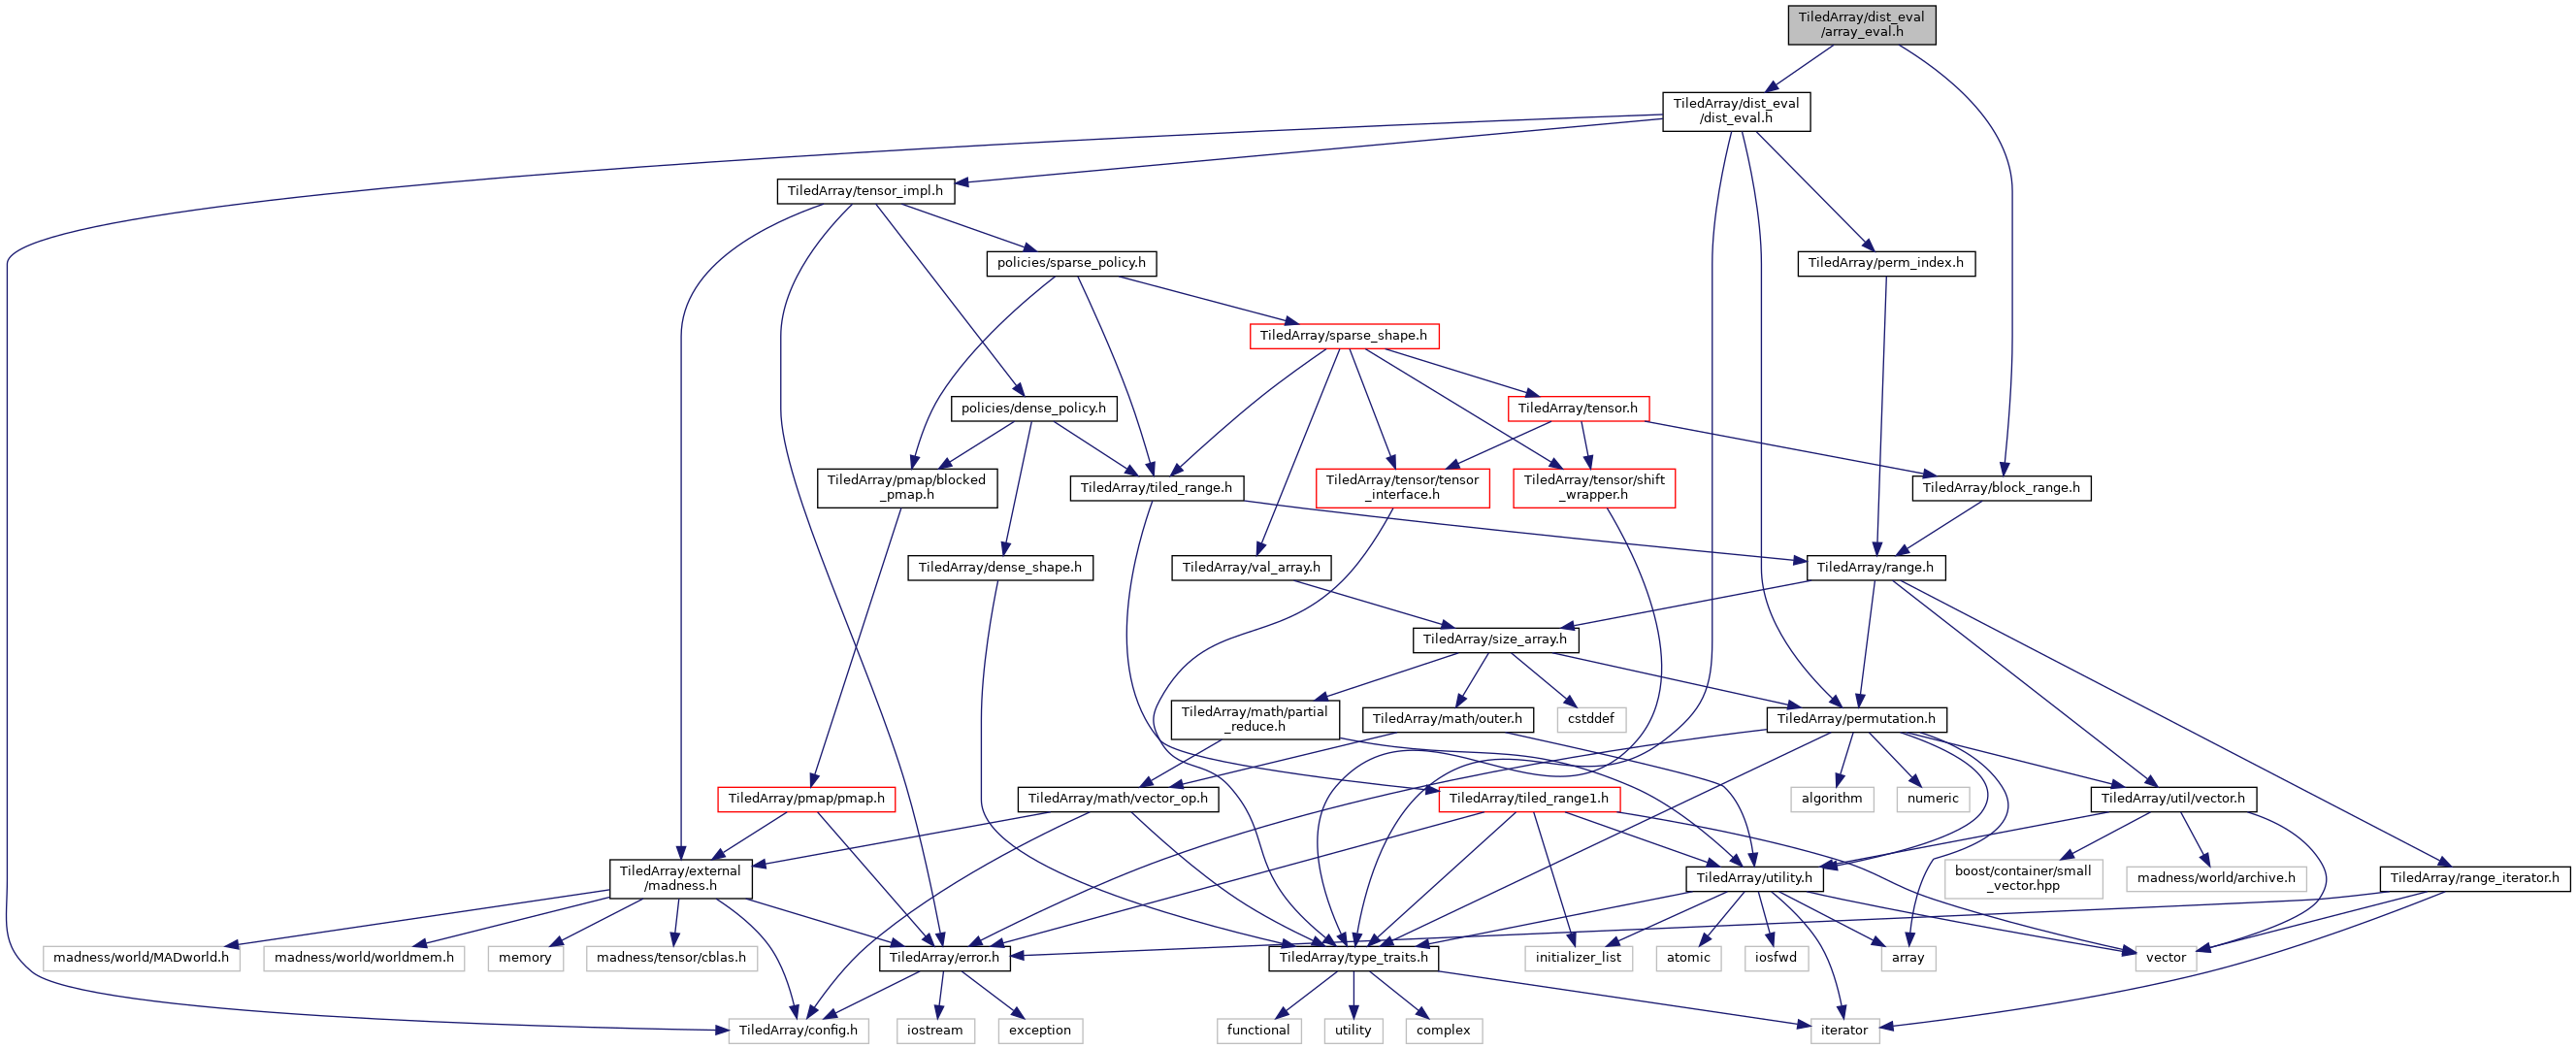 TiledArray/dist_eval
/array_eval.h
TiledArray/dist_eval
/dist_eval.h
TiledArray/tensor_impl.h
policies/sparse_policy.h
TiledArray/perm_index.h
TiledArray/sparse_shape.h
policies/dense_policy.h
TiledArray/tensor.h
TiledArray/pmap/blocked
_pmap.h
TiledArray/tiled_range.h
TiledArray/tensor/tensor
_interface.h
TiledArray/tensor/shift
_wrapper.h
TiledArray/block_range.h
TiledArray/dense_shape.h
TiledArray/val_array.h
TiledArray/range.h
TiledArray/size_array.h
TiledArray/math/partial
_reduce.h
TiledArray/math/outer.h
cstddef
TiledArray/permutation.h
TiledArray/pmap/pmap.h
TiledArray/math/vector_op.h
TiledArray/tiled_range1.h
algorithm
numeric
TiledArray/util/vector.h
TiledArray/external
/madness.h
TiledArray/utility.h
boost/container/small
_vector.hpp
madness/world/archive.h
TiledArray/range_iterator.h
madness/world/MADworld.h
madness/world/worldmem.h
memory
madness/tensor/cblas.h
TiledArray/error.h
TiledArray/type_traits.h
initializer_list
atomic
iosfwd
array
vector
TiledArray/config.h
iostream
exception
functional
utility
complex
iterator